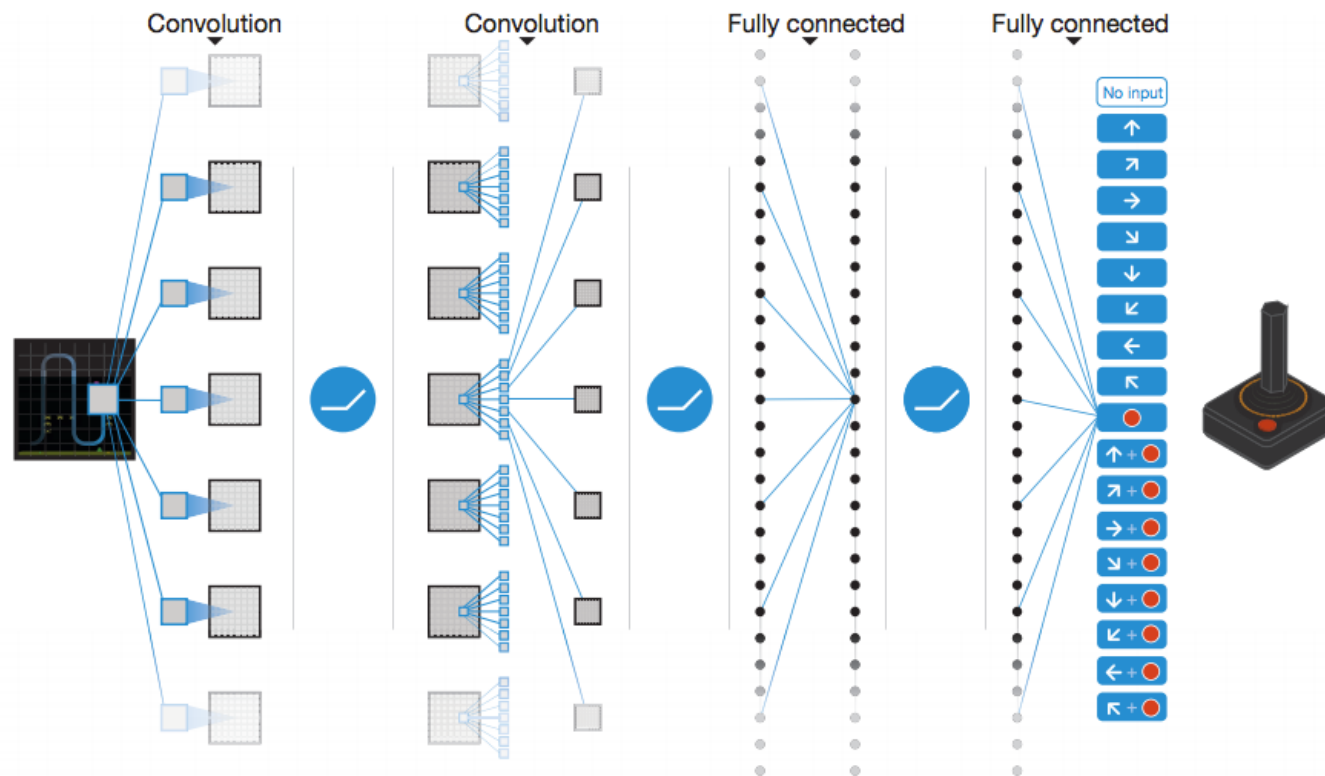 Convolution
Convolution
Fully connected
Fully connected
No input
+
+
+
+
+
+
+
+